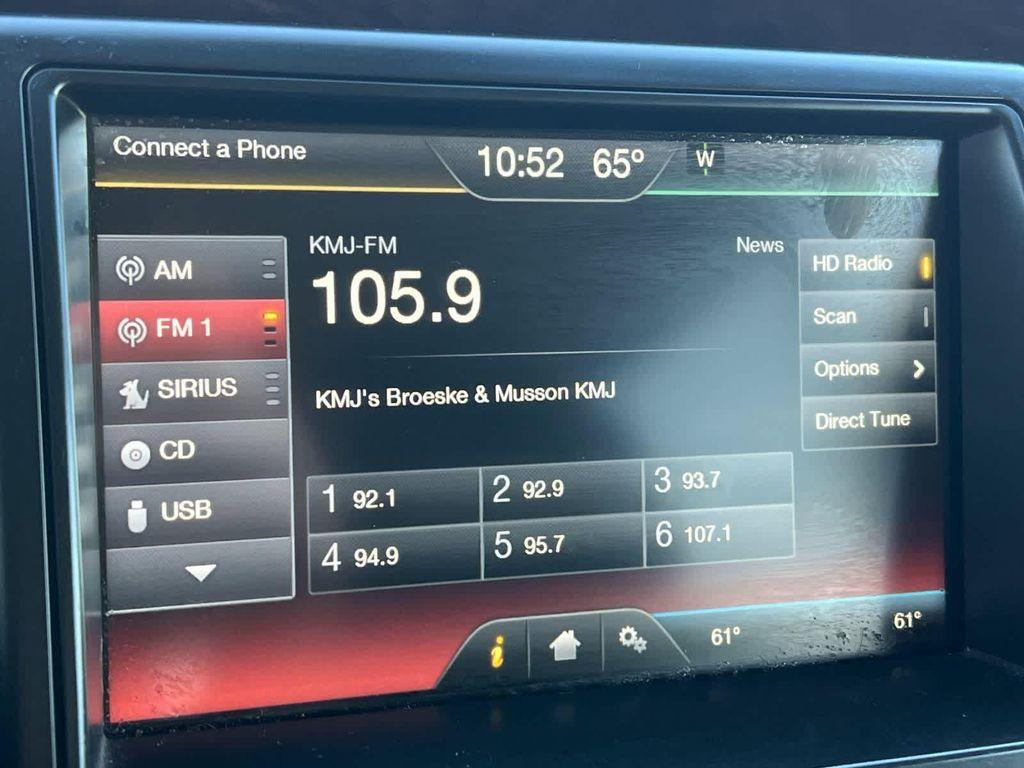 Connect a Phone
10:52 65° W
AM
FM 1
SIRIUS
CD
USB
KMJ-FM
News
105.9
KMJ's Broeske & Musson KMJ
1 92.1
2 92.9
3 93.7
4 94.9
5 95.7
6 107.1
HD Radio
Scan
Options
Direct Tune
i
61°
61°